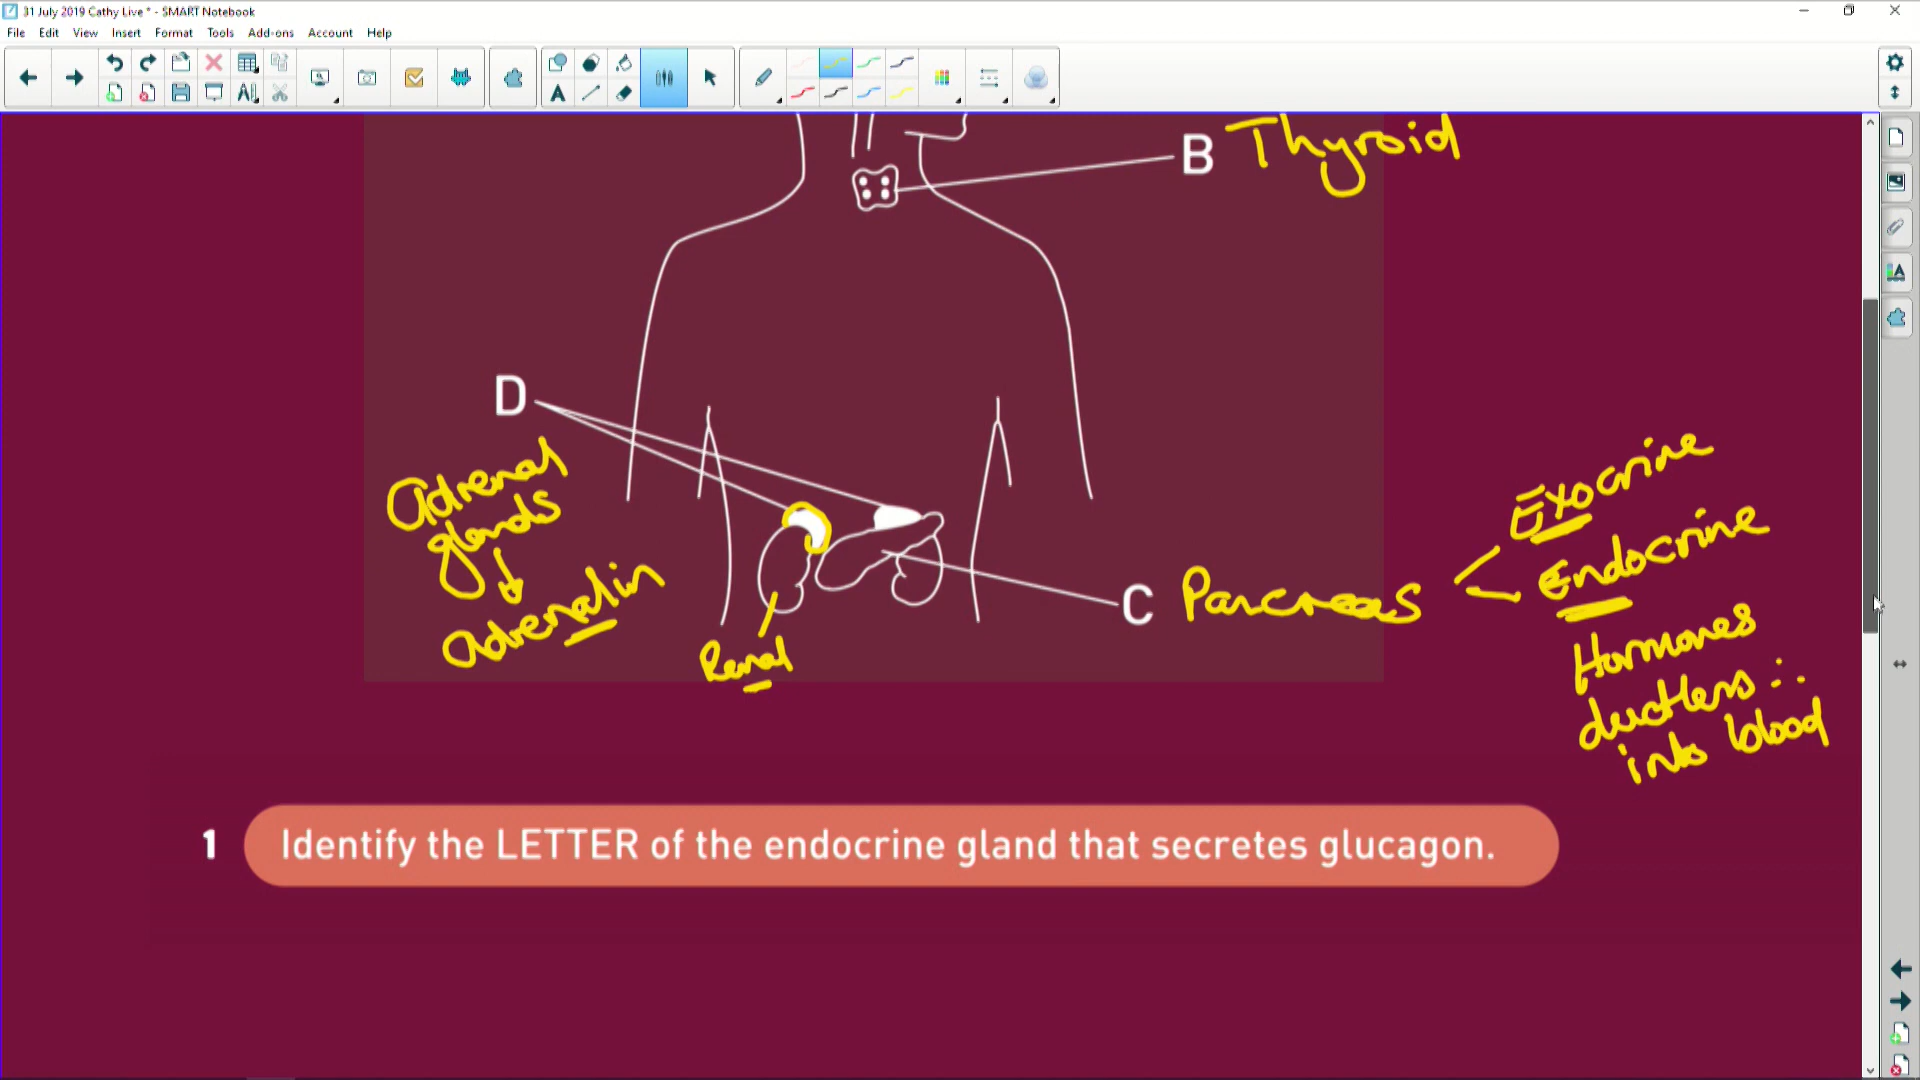 31 July 2019 Cathy Live * - SMART Notebook
File Edit View Insert Format Tools Add-ons Account Help
B Thyroid
D
Adrenal
glands
Adrenalin
Renal
C Pancreas
Exocrine
Endocrine
Hormones
ductless ∴
into blood
1 Identify the LETTER of the endocrine gland that secretes glucagon.